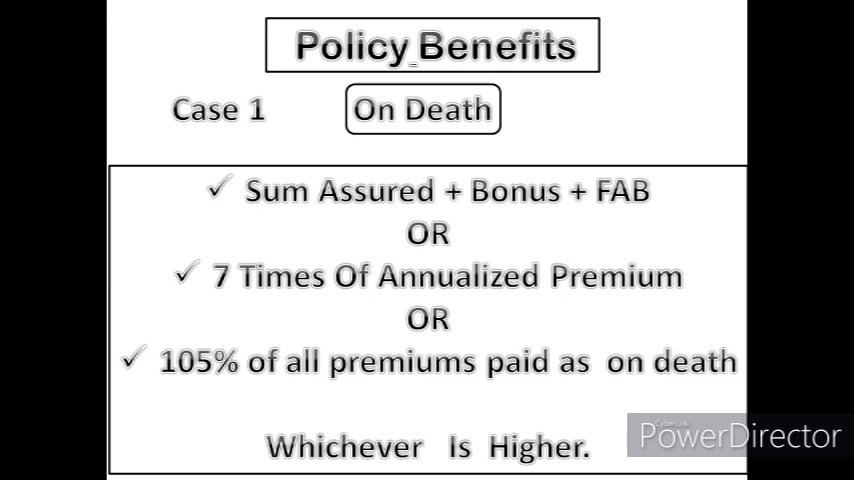 Policy Benefits
Case 1 On Death
✓ Sum Assured + Bonus + FAB
OR
✓ 7 Times Of Annualized Premium
OR
✓ 105% of all premiums paid as on death
Whichever Is Higher.
CyberLink
PowerDirector